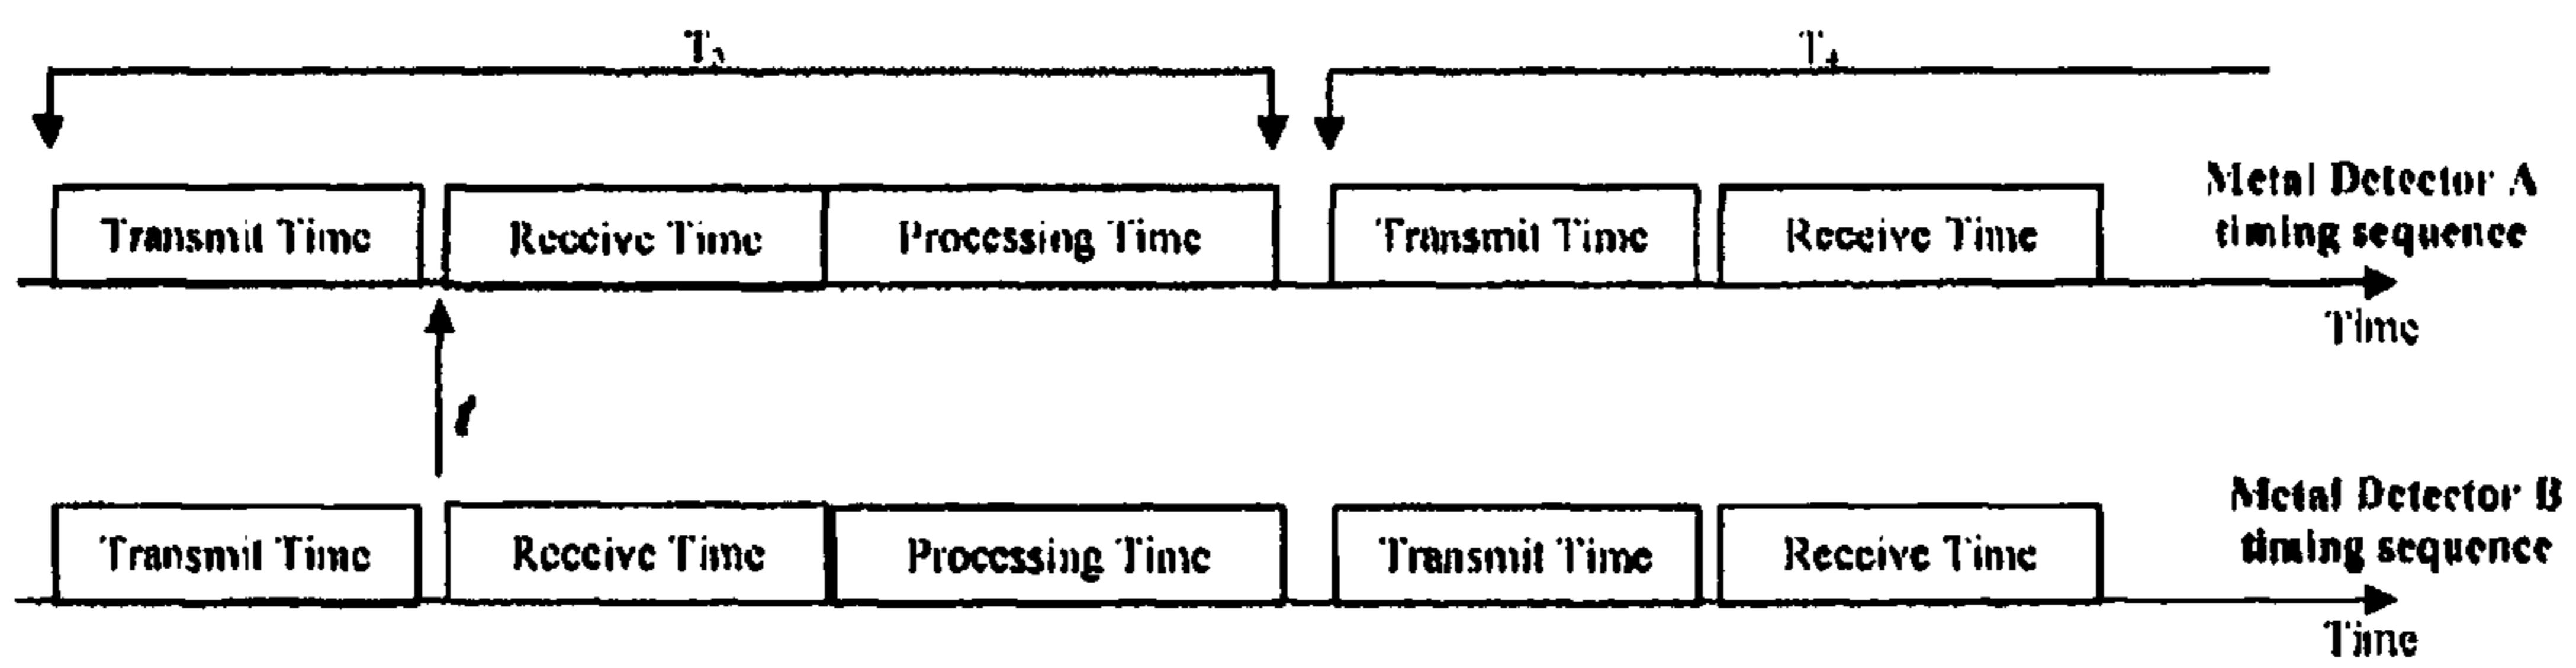 T₃
T₄
Transmit Time
Receive Time
Processing Time
Transmit Time
Receive Time
Metal Detector A
timing sequence
Time
t
Transmit Time
Receive Time
Processing Time
Transmit Time
Receive Time
Metal Detector B
timing sequence
Time